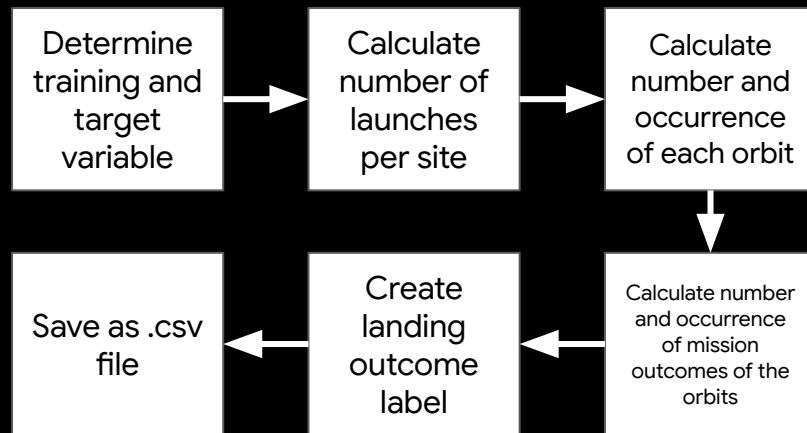 Determine
training and
target
variable
Calculate
number of
launches
per site
Calculate
number and
occurrence
of each orbit
Calculate number
and occurrence
of mission
outcomes of the
orbits
Create
landing
outcome
label
Save as .csv
file